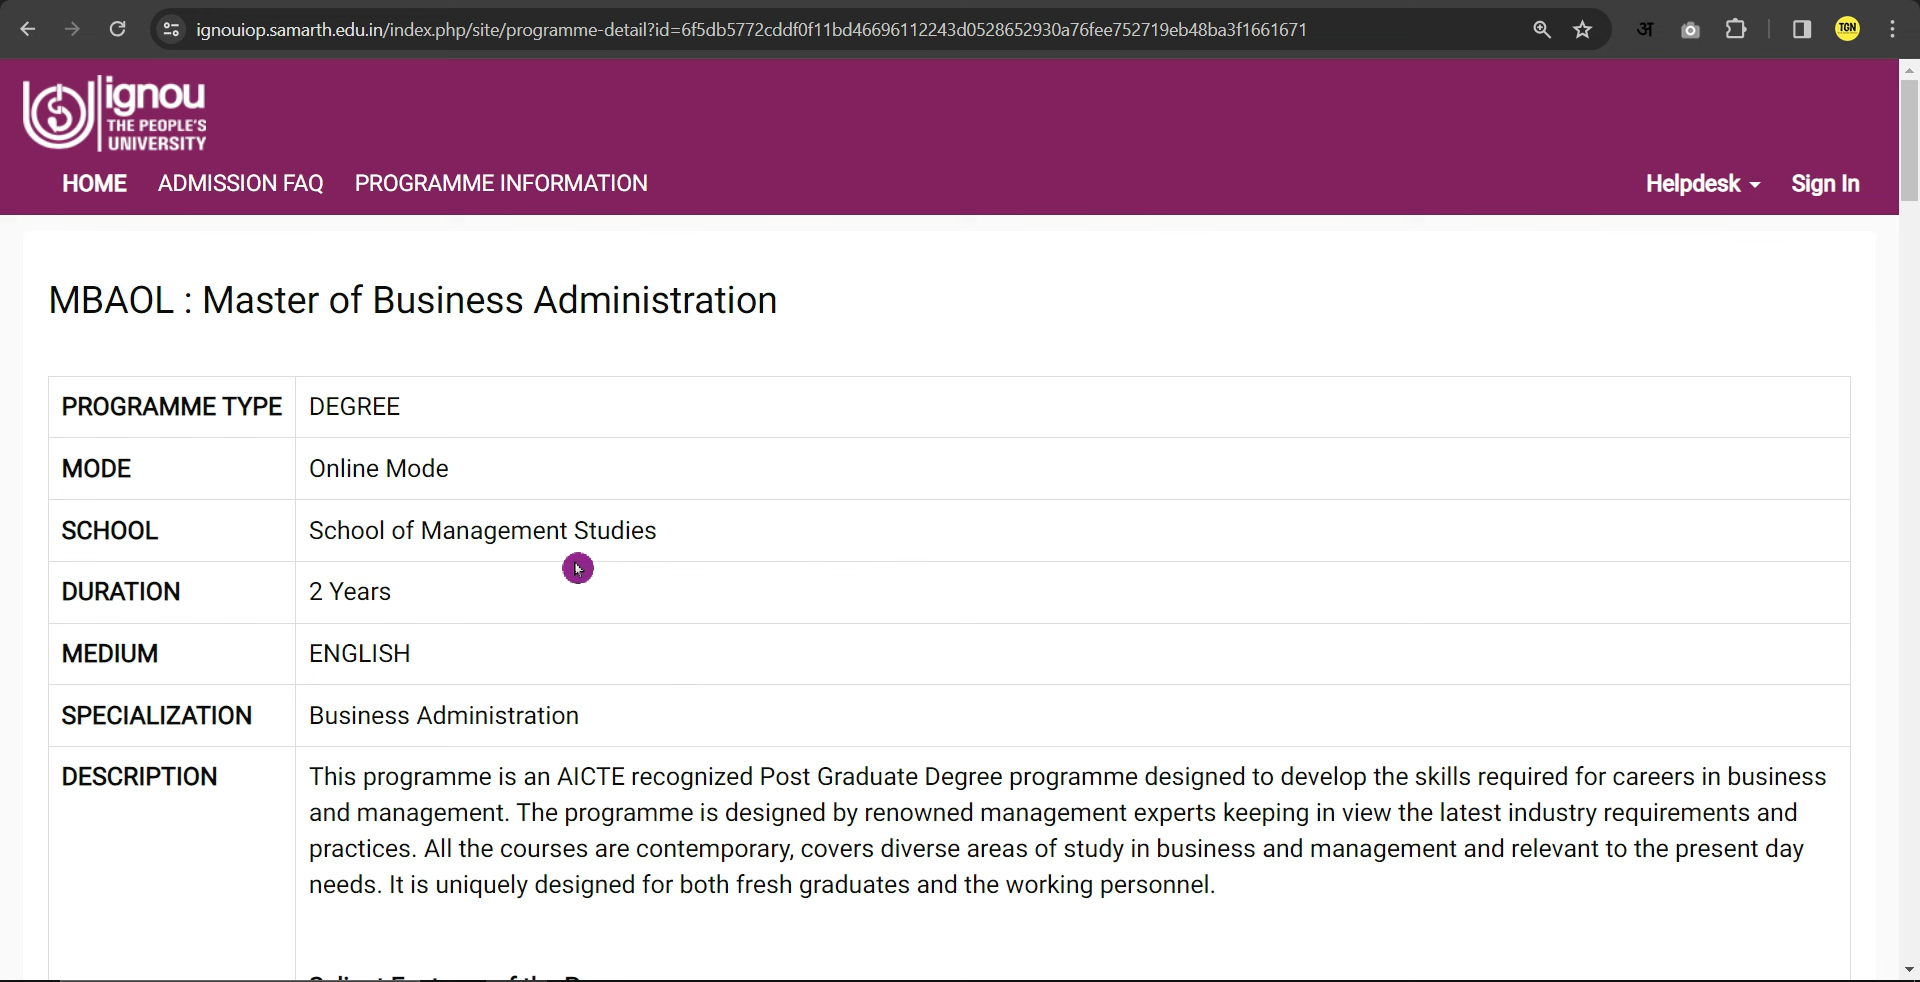 ignouiop.samarth.edu.in/index.php/site/programme-detail?id=6f5db5772cddf0f11bd46696112243d0528652930a76fee752719eb48ba3f1661671
अ
TGN
ignou
THE PEOPLE'S
UNIVERSITY
HOME ADMISSION FAQ PROGRAMME INFORMATION Helpdesk Sign In
MBAOL : Master of Business Administration
PROGRAMME TYPE DEGREE
MODE Online Mode
SCHOOL School of Management Studies
DURATION 2 Years
MEDIUM ENGLISH
SPECIALIZATION Business Administration
DESCRIPTION This programme is an AICTE recognized Post Graduate Degree programme designed to develop the skills required for careers in business
and management. The programme is designed by renowned management experts keeping in view the latest industry requirements and
practices. All the courses are contemporary, covers diverse areas of study in business and management and relevant to the present day
needs. It is uniquely designed for both fresh graduates and the working personnel.